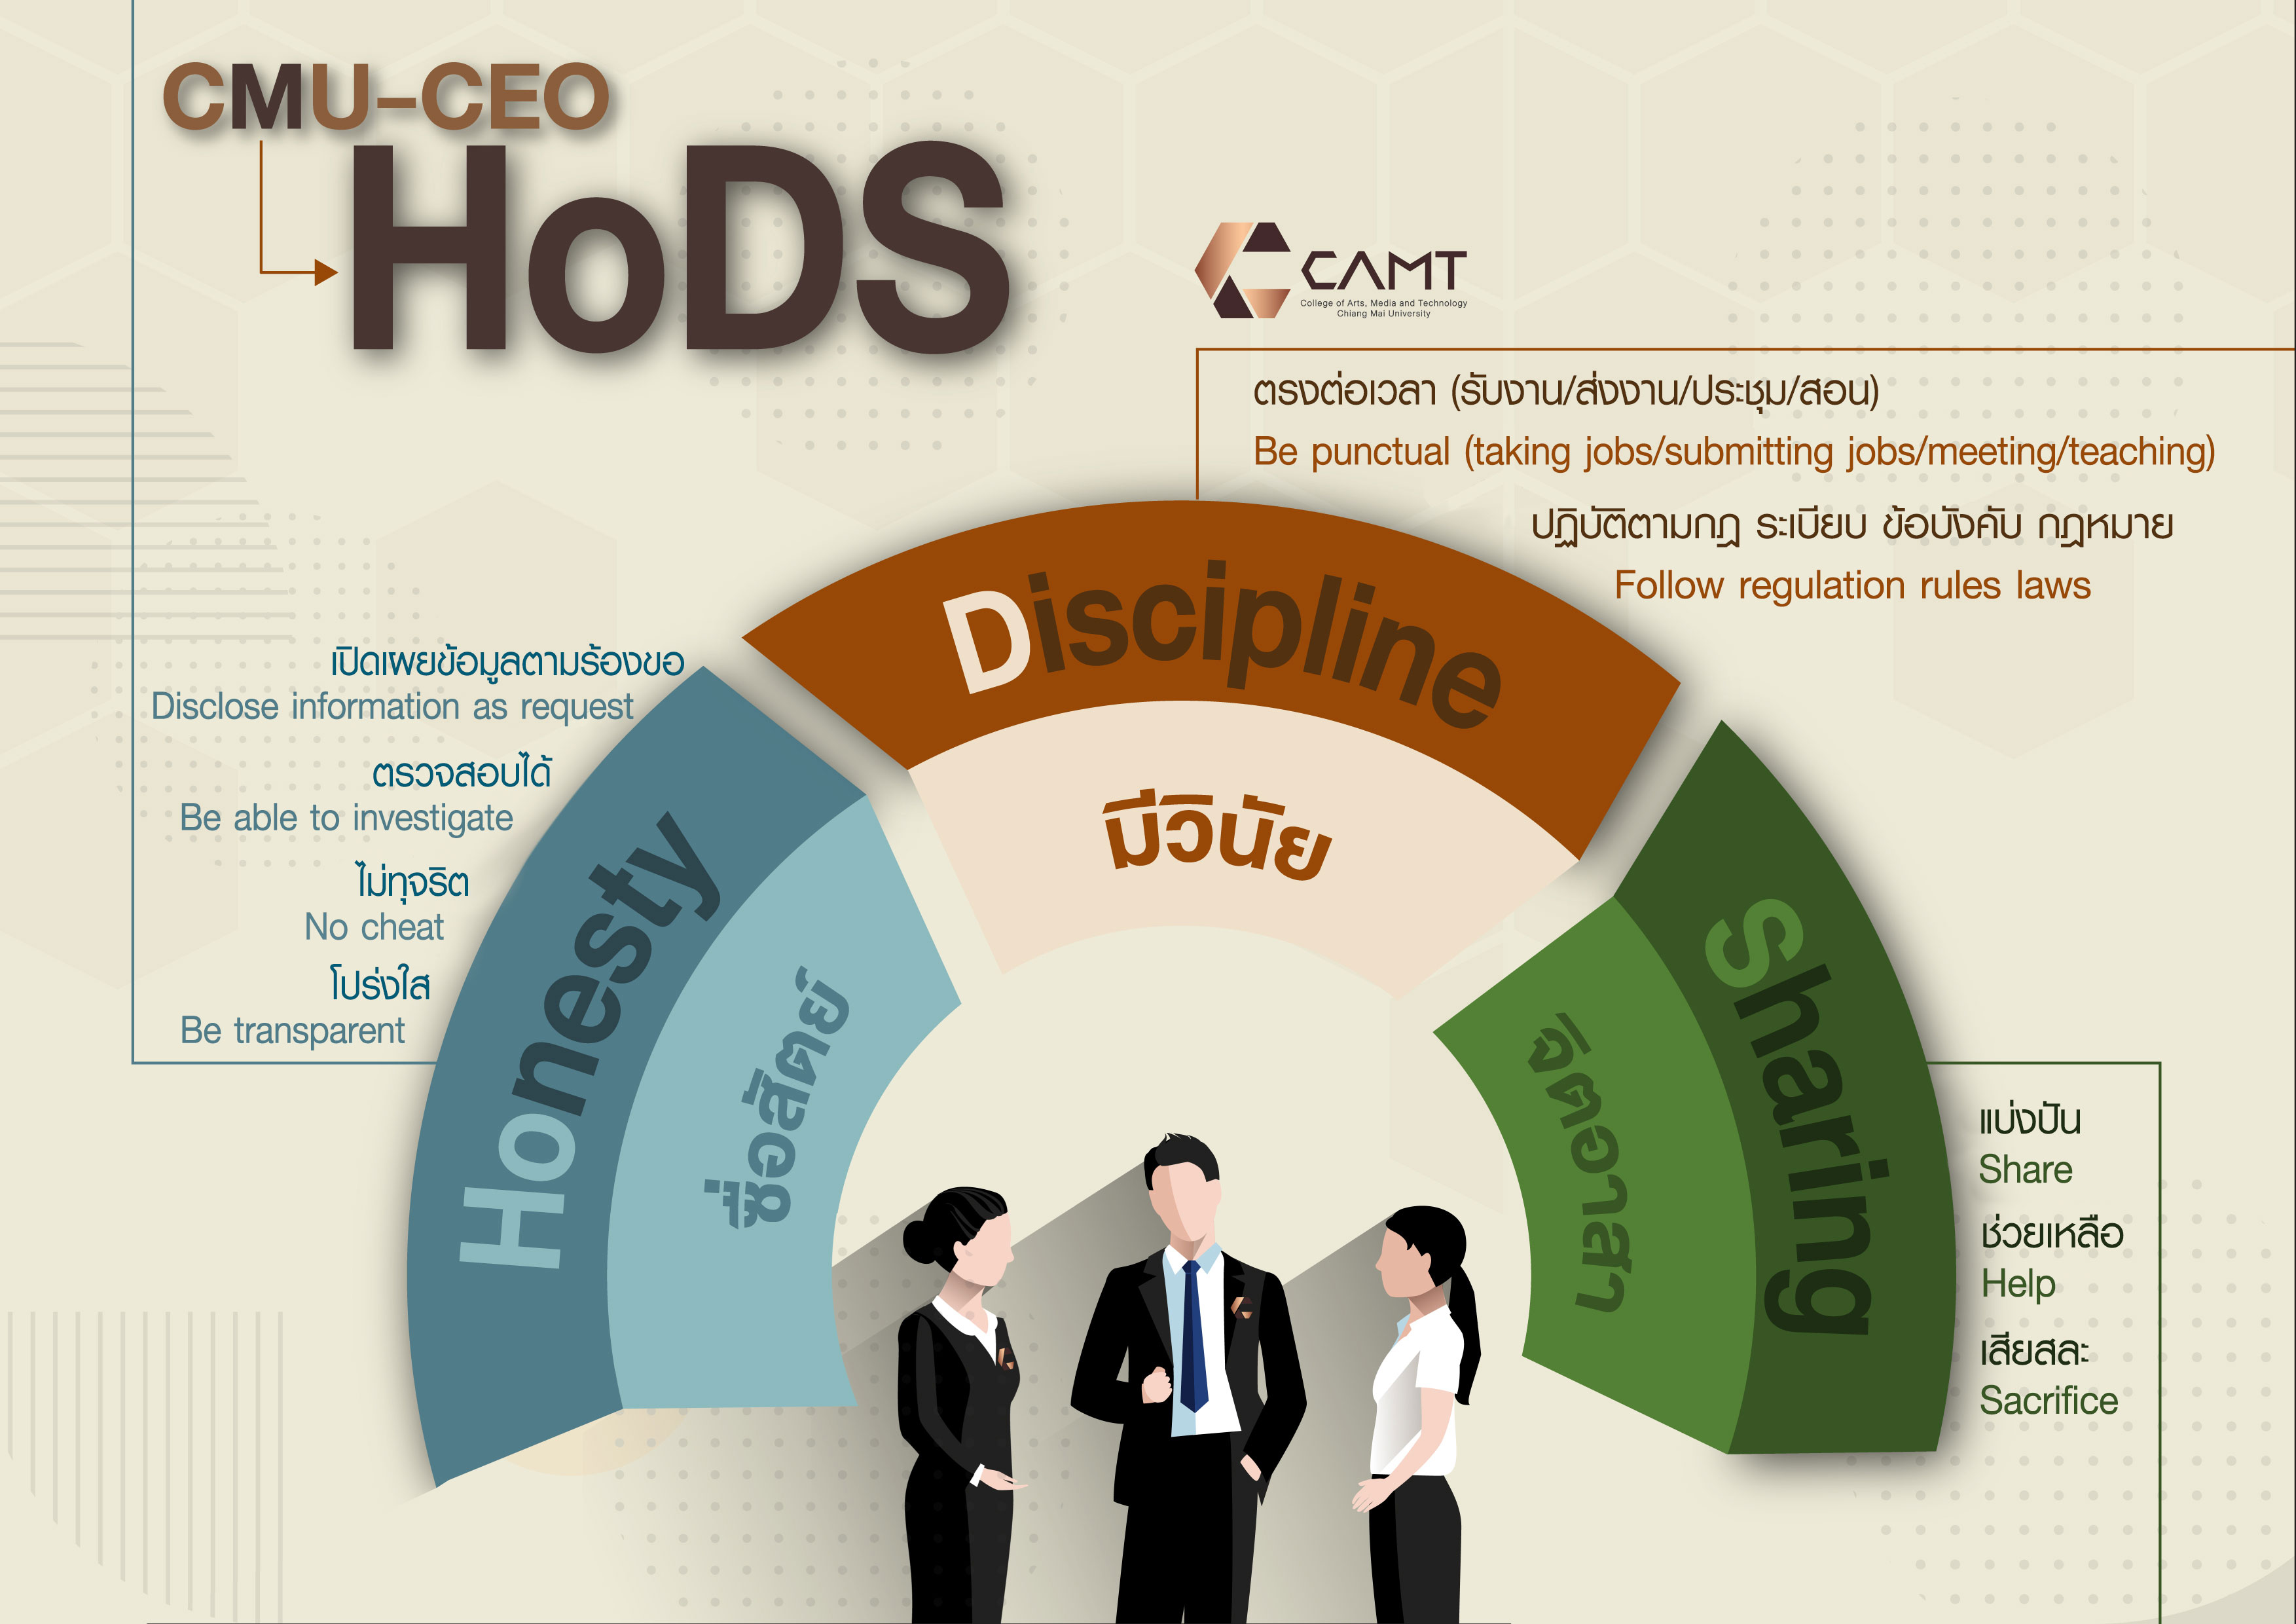 CMU-CEO
HoDS
CAMT
College of Arts, Media and Technology
Chiang Mai University
ตรงต่อเวลา (รับงาน/ส่งงาน/ประชุม/สอน)
Be punctual (taking jobs/submitting jobs/meeting/teaching)
ปฏิบัติตามกฎ ระเบียบ ข้อบังคับ กฎหมาย
Follow regulation rules laws
Discipline
มีวินัย
เปิดเผยข้อมูลตามร้องขอ
Disclose information as request
ตรวจสอบได้
Be able to investigate
ไม่ทุจริต
No cheat
โปร่งใส
Be transparent
Honesty
ซื่อสัตย์
Sharing
จิตอาสา
แบ่งปัน
Share
ช่วยเหลือ
Help
เสียสละ
Sacrifice